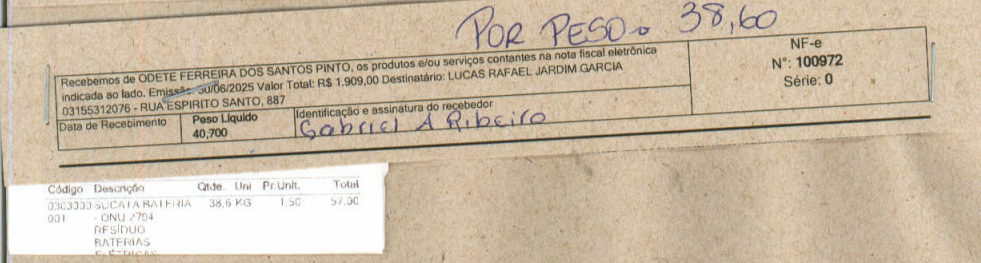 POR PESO 38,60
Recebemos de ODETE FERREIRA DOS SANTOS PINTO, os produtos e/ou serviços contantes na nota fiscal eletrônica
indicada ao lado. Emissão: 30/06/2025 Valor Total: R$ 1.909,00 Destinatário: LUCAS RAFAEL JARDIM GARCIA
03155312076 - RUA ESPIRITO SANTO, 887
NF-e
N°: 100972
Série: 0
Data de Recebimento
Peso Líquido
40,700
Identificação e assinatura do recebedor
Gabriel A Ribeiro
Código Descrição Qtde. Uni Pr.Unit. Total
0303000 SUCATA BATERIA 38,6 KG 1.50 57.00
001 - ONU 2794
RESÍDUO
BATERIAS